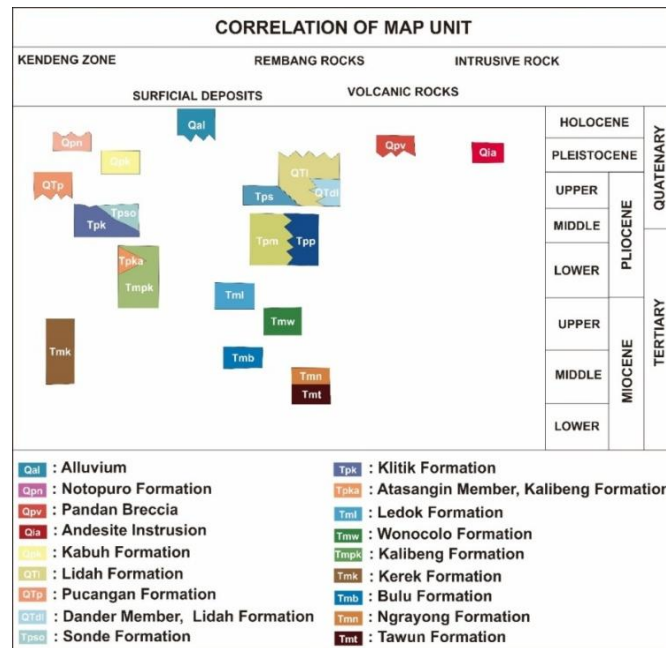 CORRELATION OF MAP UNIT
KENDENG ZONE
REMBANG ROCKS
INTRUSIVE ROCK
SURFICIAL DEPOSITS
VOLCANIC ROCKS
Qal
Qpn
Qpk
Qpv
Qia
QTp
QTl
QTdl
Tps
Tpso
Tpk
Tpm
Tpp
Tpka
Tmpk
Tml
Tmw
Tmk
Tmb
Tmn
Tmt
HOLOCENE
PLEISTOCENE
UPPER
MIDDLE
LOWER
UPPER
MIDDLE
LOWER
PLIOCENE
MIOCENE
QUATENARY
TERTIARY
Qal : Alluvium
Qpn : Notopuro Formation
Qpv : Pandan Breccia
Qia : Andesite Instrusion
Qpk : Kabuh Formation
QTl : Lidah Formation
QTp : Pucangan Formation
QTdl : Dander Member, Lidah Formation
Tpso : Sonde Formation
Tpk : Klitik Formation
Tpka : Atasangin Member, Kalibeng Formation
Tml : Ledok Formation
Tmw : Wonocolo Formation
Tmpk : Kalibeng Formation
Tmk : Kerek Formation
Tmb : Bulu Formation
Tmn : Ngrayong Formation
Tmt : Tawun Formation